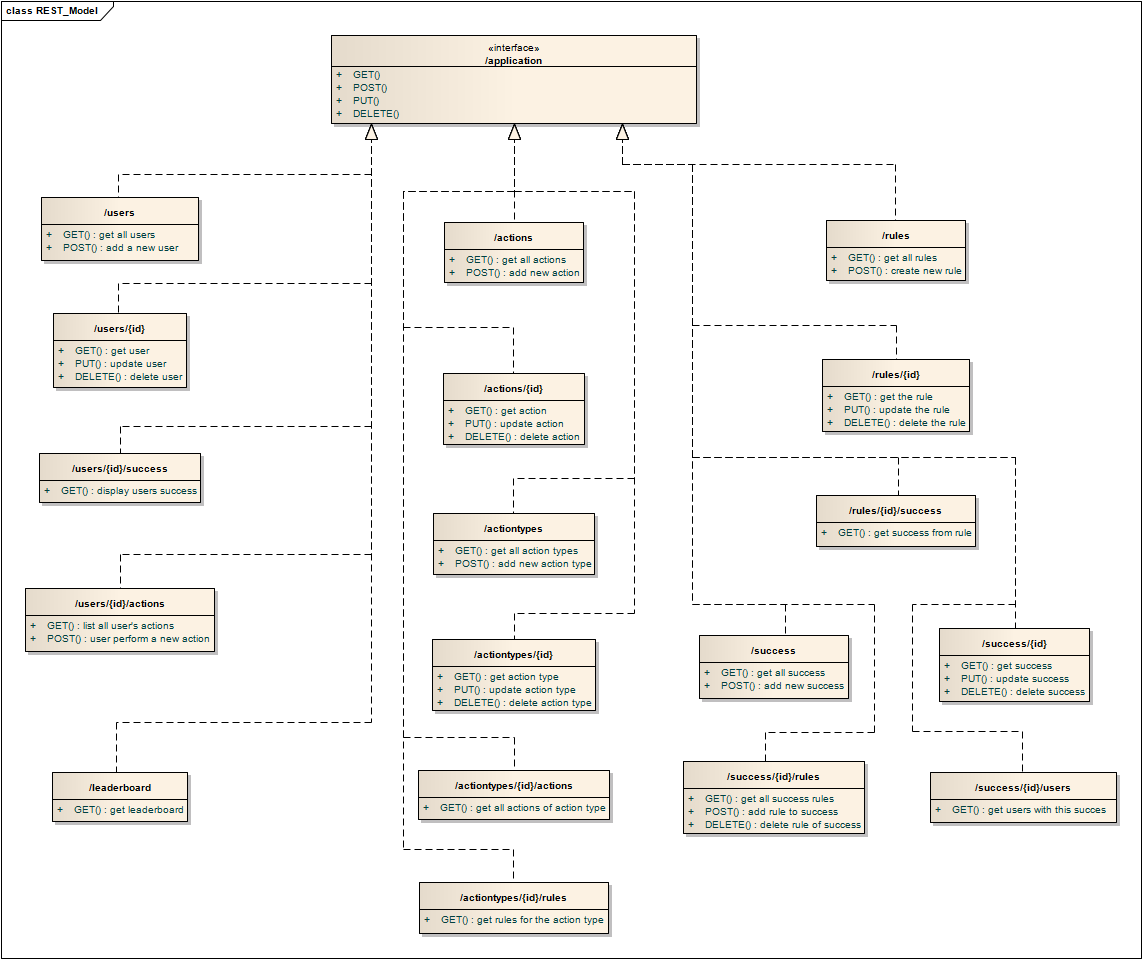 class REST_Model
«interface»
/application
+ GET()
+ POST()
+ PUT()
+ DELETE()
/users
+ GET() : get all users
+ POST() : add a new user
/users/{id}
+ GET() : get user
+ PUT() : update user
+ DELETE() : delete user
/users/{id}/success
+ GET() : display users success
/users/{id}/actions
+ GET() : list all user's actions
+ POST() : user perform a new action
/leaderboard
+ GET() : get leaderboard
/actions
+ GET() : get all actions
+ POST() : add new action
/actions/{id}
+ GET() : get action
+ PUT() : update action
+ DELETE() : delete action
/actiontypes
+ GET() : get all action types
+ POST() : add new action type
/actiontypes/{id}
+ GET() : get action type
+ PUT() : update action type
+ DELETE() : delete action type
/actiontypes/{id}/actions
+ GET() : get all actions of action type
/actiontypes/{id}/rules
+ GET() : get rules for the action type
/rules
+ GET() : get all rules
+ POST() : create new rule
/rules/{id}
+ GET() : get the rule
+ PUT() : update the rule
+ DELETE() : delete the rule
/rules/{id}/success
+ GET() : get success from rule
/success
+ GET() : get all success
+ POST() : add new success
/success/{id}
+ GET() : get success
+ PUT() : update success
+ DELETE() : delete success
/success/{id}/rules
+ GET() : get all success rules
+ POST() : add rule to success
+ DELETE() : delete rule of success
/success/{id}/users
+ GET() : get users with this succes